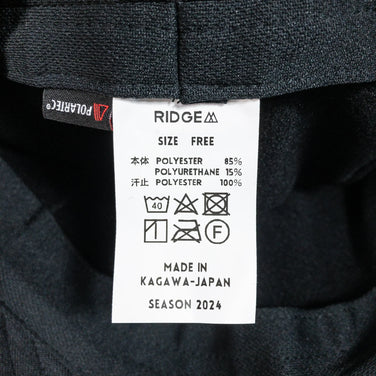 POLARTEC®
RIDGE
SIZE FREE
本体 POLYESTER 85%
POLYURETHANE 15%
汗止 POLYESTER 100%
40
F
MADE IN
KAGAWA-JAPAN
SEASON 2024